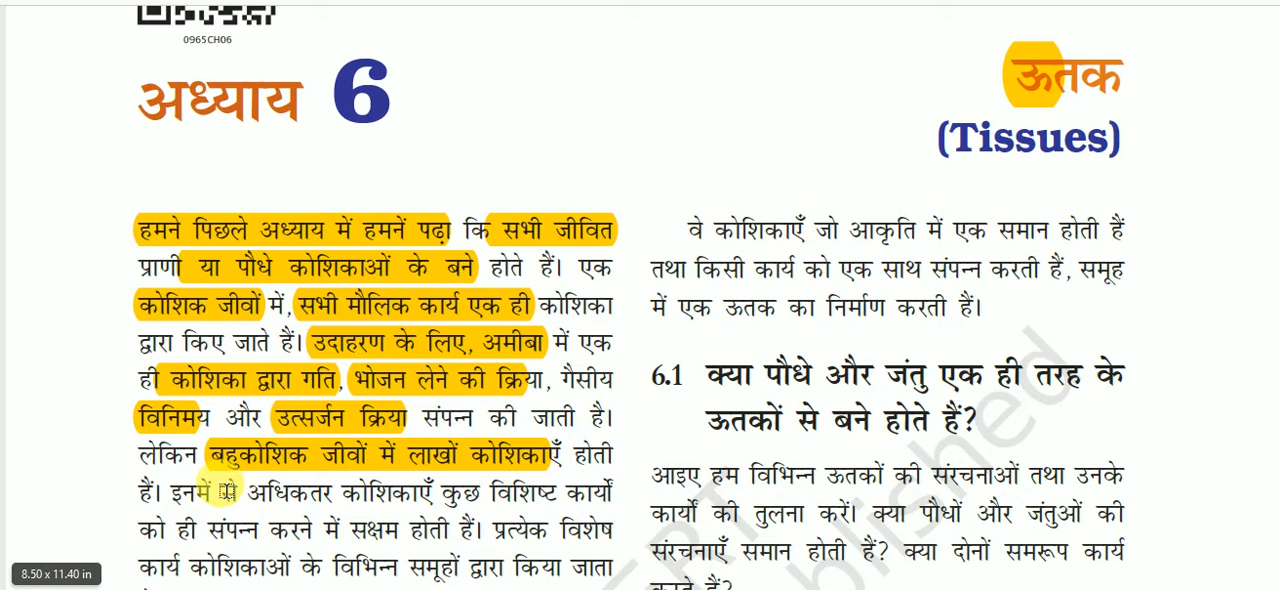 0965CH06
अध्याय 6
ऊतक
(Tissues)
हमने पिछले अध्याय में हमनें पढ़ा कि सभी जीवित
प्राणी या पौधे कोशिकाओं के बने होते हैं। एक
कोशिक जीवों में, सभी मौलिक कार्य एक ही कोशिका
द्वारा किए जाते हैं। उदाहरण के लिए, अमीबा में एक
ही कोशिका द्वारा गति, भोजन लेने की क्रिया, गैसीय
विनिमय और उत्सर्जन क्रिया संपन्न की जाती है।
लेकिन बहुकोशिक जीवों में लाखों कोशिकाएँ होती
हैं। इनमें से अधिकतर कोशिकाएँ कुछ विशिष्ट कार्यों
को ही संपन्न करने में सक्षम होती हैं। प्रत्येक विशेष
कार्य कोशिकाओं के विभिन्न समूहों द्वारा किया जाता
वे कोशिकाएँ जो आकृति में एक समान होती हैं
तथा किसी कार्य को एक साथ संपन्न करती हैं, समूह
में एक ऊतक का निर्माण करती हैं।
6.1 क्या पौधे और जंतु एक ही तरह के
ऊतकों से बने होते हैं?
आइए हम विभिन्न ऊतकों की संरचनाओं तथा उनके
कार्यों की तुलना करें। क्या पौधों और जंतुओं की
संरचनाएँ समान होती हैं? क्या दोनों समरूप कार्य
करते हैं?
8.50 x 11.40 in